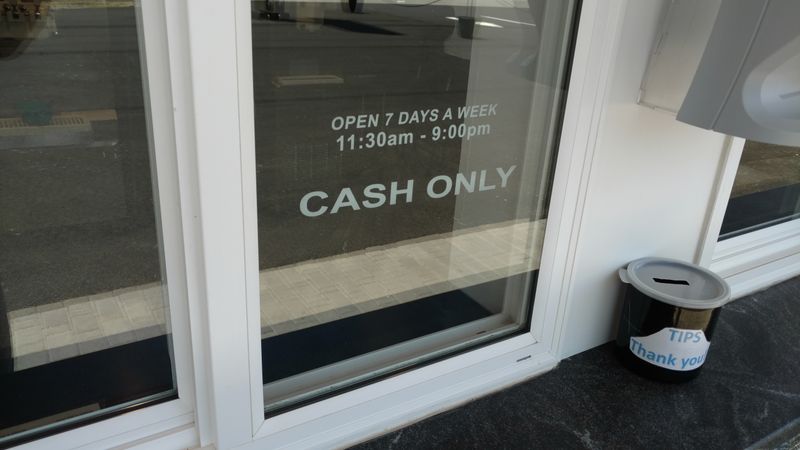 OPEN 7 DAYS A WEEK
11:30am - 9:00pm
CASH ONLY
TIPS
Thank you!